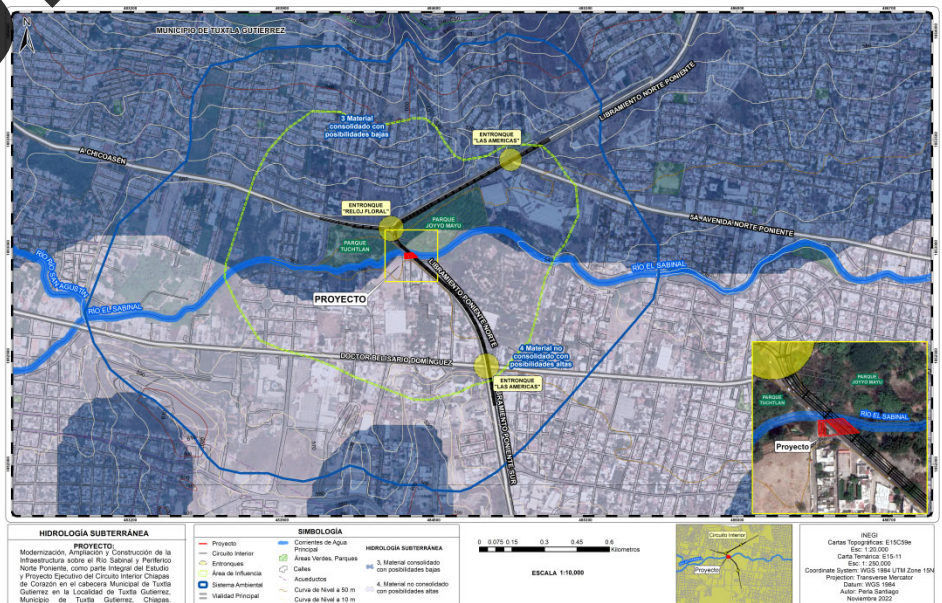 MUNICIPIO DE TUXTLA GUTIERREZ
LIBRAMIENTO NORTE PONIENTE
3 Material
consolidado con
posibilidades bajas
ENTRONQUE
"LAS AMERICAS"
A CHICOASÉN
ENTRONQUE
"RELOJ FLORAL"
PARQUE
JOYYO MAYU
5A. AVENIDA NORTE PONIENTE
PARQUE
TUCHTLAN
RÍO SAN AGUSTÍN
RÍO EL SABINAL
RÍO EL SABINAL
PROYECTO
LIBRAMIENTO PONIENTE NORTE
DOCTOR BELISARIO DOMÍNGUEZ
4 Material no
consolidado con
posibilidades altas
ENTRONQUE
"LAS AMERICAS"
LIBRAMIENTO PONIENTE SUR
PARQUE
JOYYO MAYU
PARQUE
TUCHTLAN
RÍO EL SABINAL
Proyecto
HIDROLOGÍA SUBTERRÁNEA
PROYECTO:
Modernización, Ampliación y Construcción de la
Infraestructura sobre el Rio Sabinal y Periferico
Norte Poniente, como parte Integral del Estudio
y Proyecto Ejecutivo del Circuito Interior Chiapas
de Corazón en el cabecera Municipal de Tuxtla
Gutierrez en la Localidad de Tuxtla Gutierrez,
Municipio de Tuxtla Gutierrez, Chiapas.
SIMBOLOGÍA
Proyecto
Circuito Interior
Entronques
Área de Influencia
Sistema Ambiental
Vialidad Principal
Corrientes de Agua
Principal
Áreas Verdes, Parques
Calles
Acueductos
Curva de Nivel a 50 m
Curva de Nivel a 10 m
HIDROLOGÍA SUBTERRÁNEA
3, Material consolidado
con posibilidades bajas
4, Material no consolidado
con posibilidades altas
0 0.075 0.15 0.3 0.45 0.6
Kilometros
ESCALA 1:10,000
Circuito Interior
Proyecto
INEGI
Cartas Topográficas: E15C59e
Esc: 1:20,000
Carta Temática: E15-11
Esc: 1: 250,000
Coordinate System: WGS 1984 UTM Zone 15N
Projection: Transverse Mercator
Datum: WGS 1984
Autor: Perla Santiago
Noviembre 2022